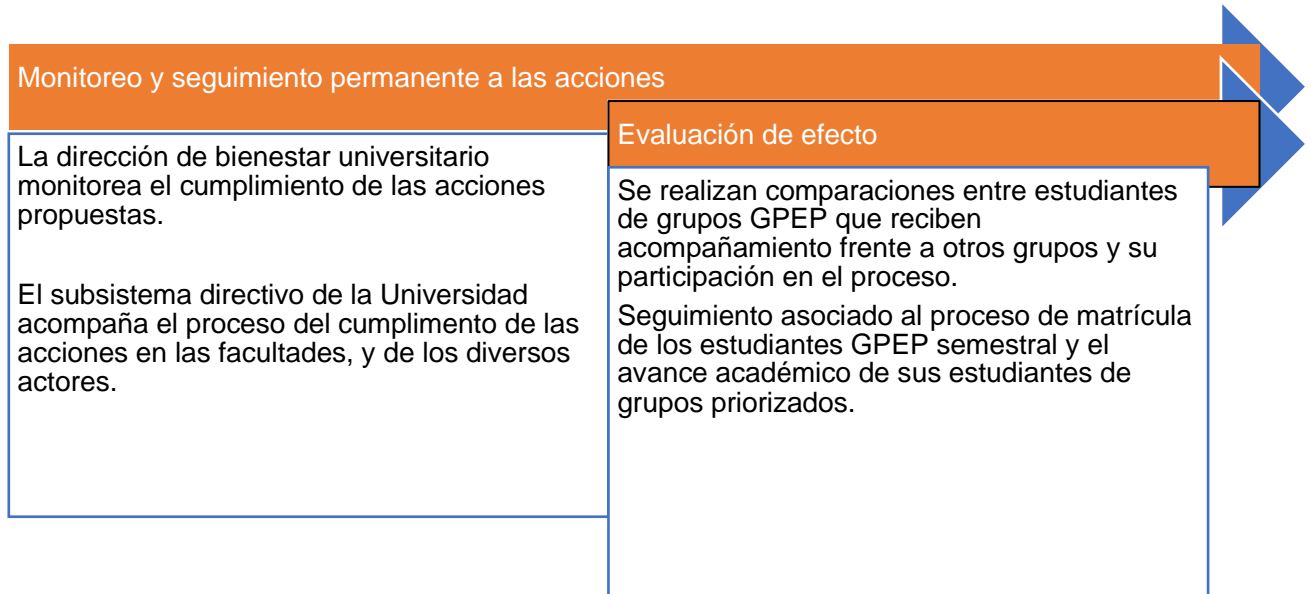 Monitoreo y seguimiento permanente a las acciones
La dirección de bienestar universitario
monitorea el cumplimiento de las acciones
propuestas.
El subsistema directivo de la Universidad
acompaña el proceso del cumplimento de las
acciones en las facultades, y de los diversos
actores.
Evaluación de efecto
Se realizan comparaciones entre estudiantes
de grupos GPEP que reciben
acompañamiento frente a otros grupos y su
participación en el proceso.
Seguimiento asociado al proceso de matrícula
de los estudiantes GPEP semestral y el
avance académico de sus estudiantes de
grupos priorizados.